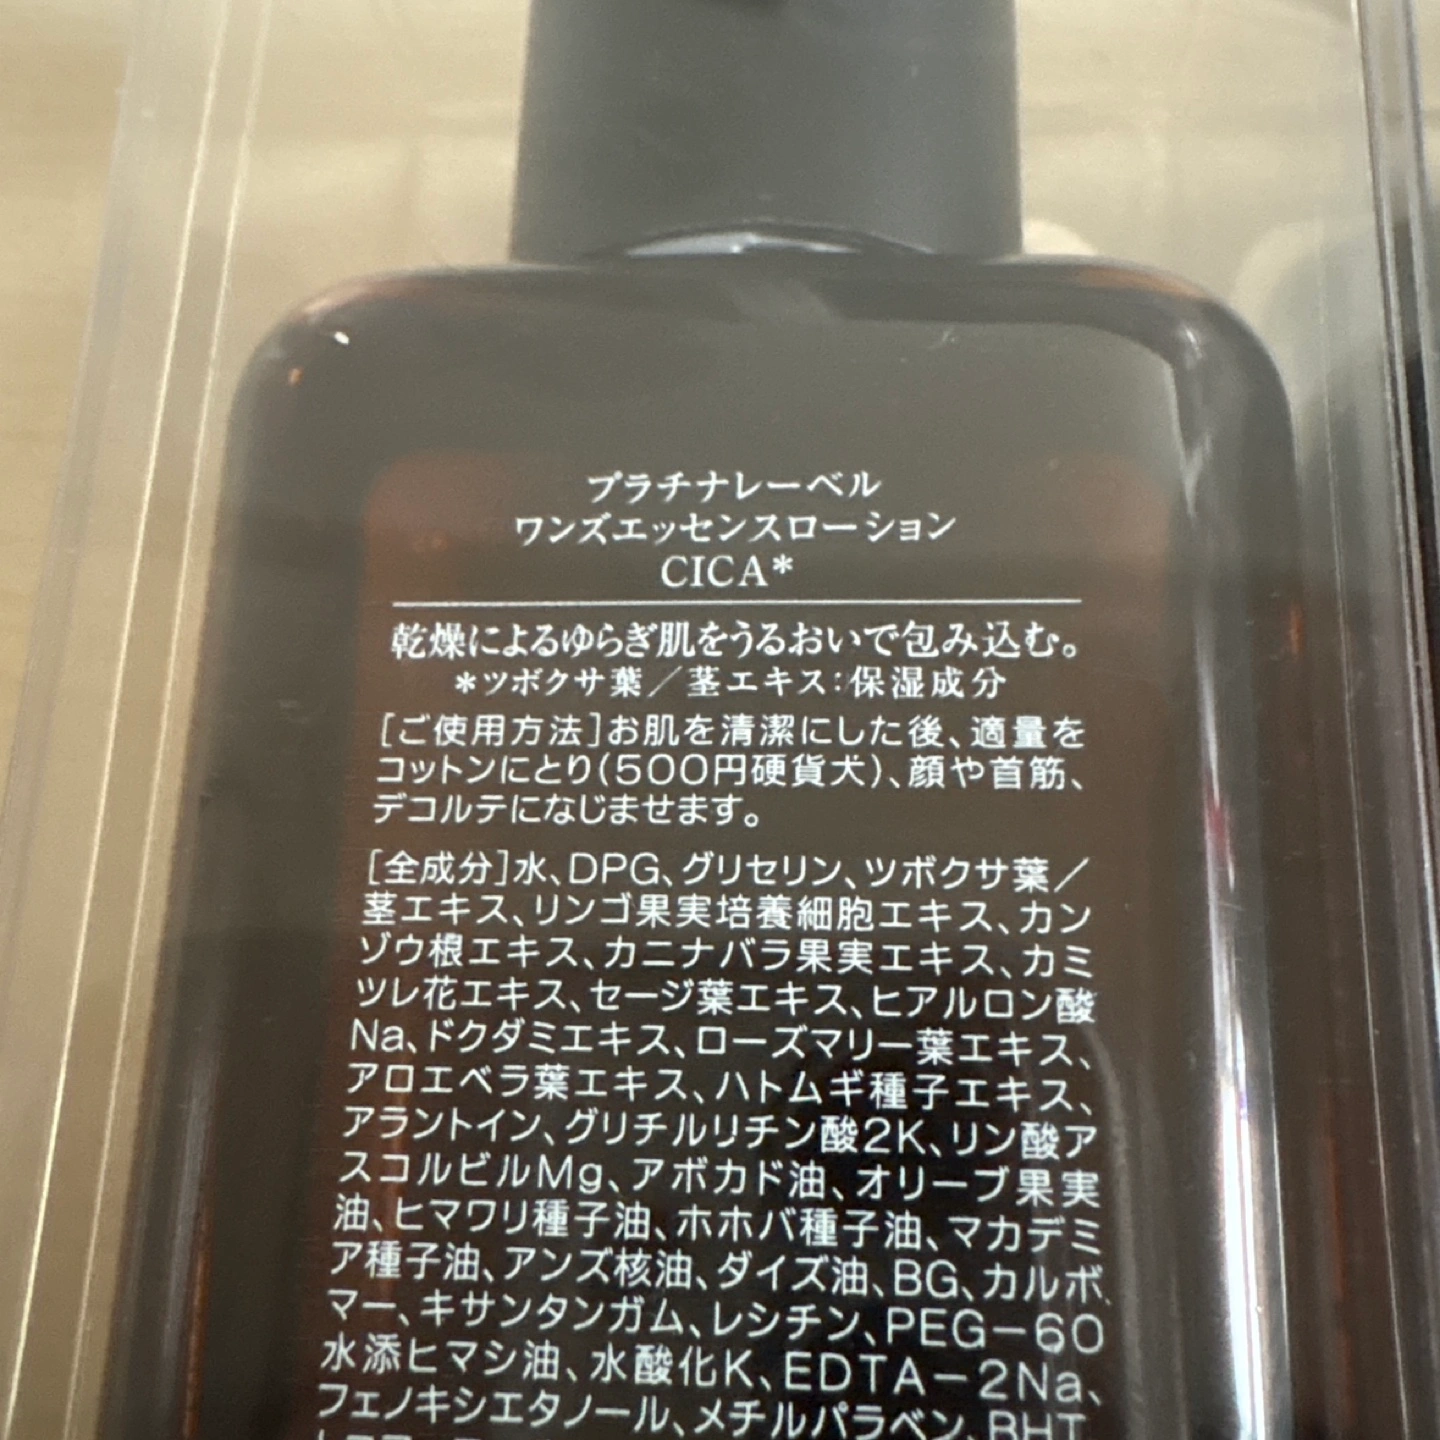 プラチナレーベル
ワンズエッセンスローション
CICA*
乾燥によるゆらぎ肌をうるおいで包み込む。
*ツボクサ葉／茎エキス:保湿成分
[ご使用方法]お肌を清潔にした後、適量を
コットンにとり(500円硬貨大)、顔や首筋、
デコルテになじませます。
[全成分]水、DPG、グリセリン、ツボクサ葉／
茎エキス、リンゴ果実培養細胞エキス、カン
ゾウ根エキス、カニナバラ果実エキス、カミ
ツレ花エキス、セージ葉エキス、ヒアルロン酸
Na、ドクダミエキス、ローズマリー葉エキス、
アロエベラ葉エキス、ハトムギ種子エキス、
アラントイン、グリチルリチン酸2K、リン酸ア
スコルビルMg、アボカド油、オリーブ果実
油、ヒマワリ種子油、ホホバ種子油、マカデミ
ア種子油、アンズ核油、ダイズ油、BG、カルボ
マー、キサンタンガム、レシチン、PEG-60
水添ヒマシ油、水酸化K、EDTA-2Na、
フェノキシエタノール、メチルパラベン、BHT、